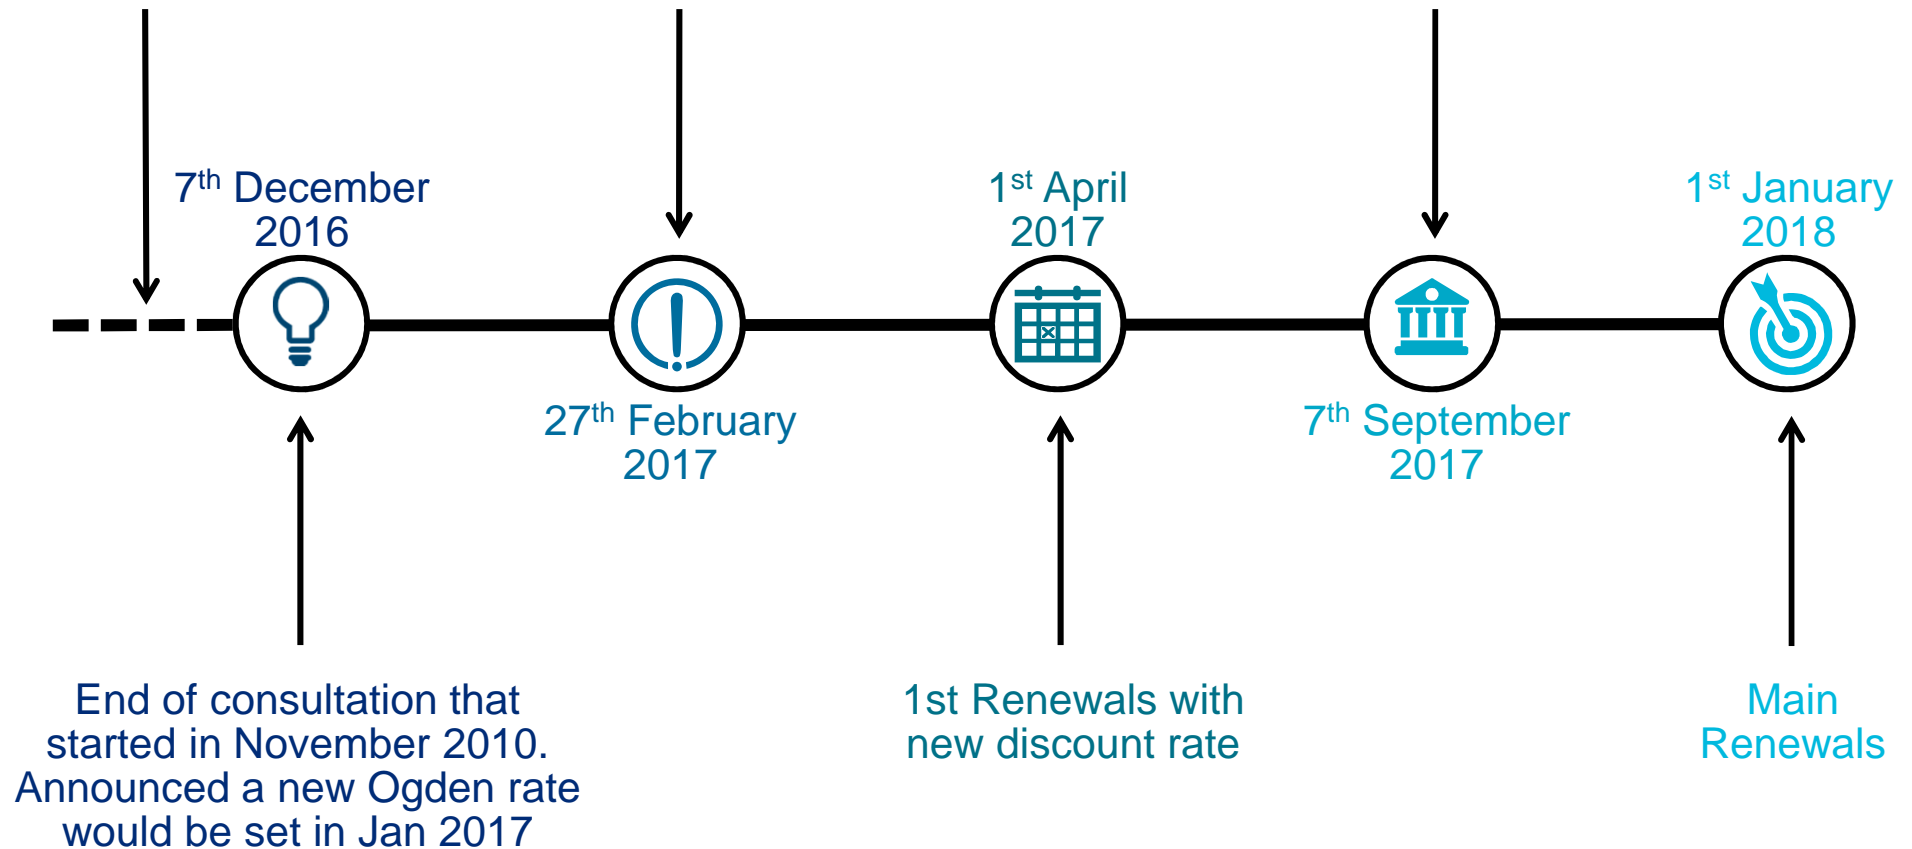 7th December
2016
27th February
2017
1st April
2017
7th September
2017
1st January
2018
End of consultation that
started in November 2010.
Announced a new Ogden rate
would be set in Jan 2017
1st Renewals with
new discount rate
Main
Renewals